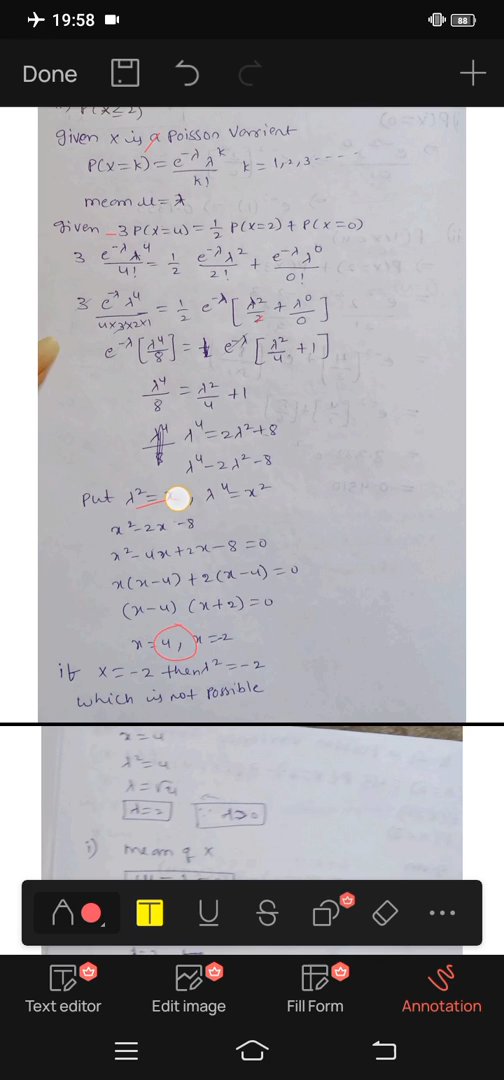 19:58
88
Done
ii) P(x≤2)
given x is a Poisson Varrient
P(x=k) = e^-λ λ^k / k!   k = 1,2,3----
mean μ = λ
given 3 P(x=4) = 1/2 P(x=2) + P(x=0)
3 e^-λ λ^4 / 4! = 1/2 e^-λ λ^2 / 2! + e^-λ λ^0 / 0!
3 e^-λ λ^4 / 4x3x2x1 = 1/2 e^-λ [λ^2/2 + λ^0/0]
e^-λ [λ^4/8] = e^-λ [λ^2/4 + 1]
λ^4/8 = λ^2/4 + 1
λ^4 = 2λ^2+8
λ^4 - 2λ^2 - 8
Put λ^2 = , λ^4 = x^2
x^2 - 2x - 8
x^2 - 4x + 2x - 8 = 0
x(x-4) + 2(x-4) = 0
(x-4) (x+2) = 0
x = 4, x = -2
if x = -2 then λ^2 = -2
which is not possible
x = 4
λ^2 = 4
λ = √4
λ = 2   ∵ λ>0
i) mean of x
T
U
S
Text editor
Edit image
Fill Form
Annotation